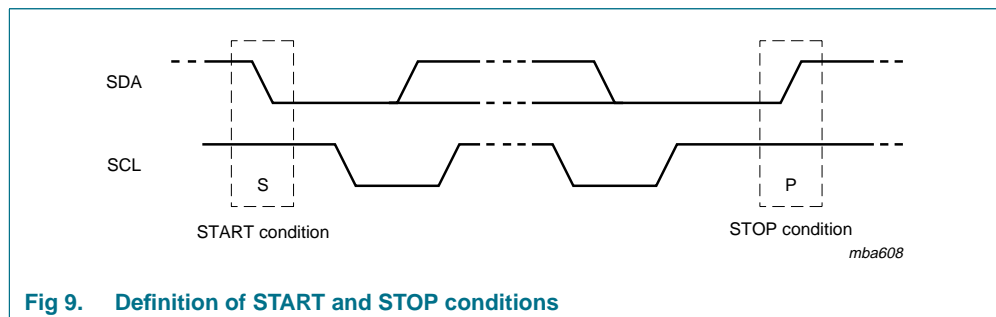 SDA
SCL
S
P
START condition
STOP condition
mba608
Fig 9. Definition of START and STOP conditions